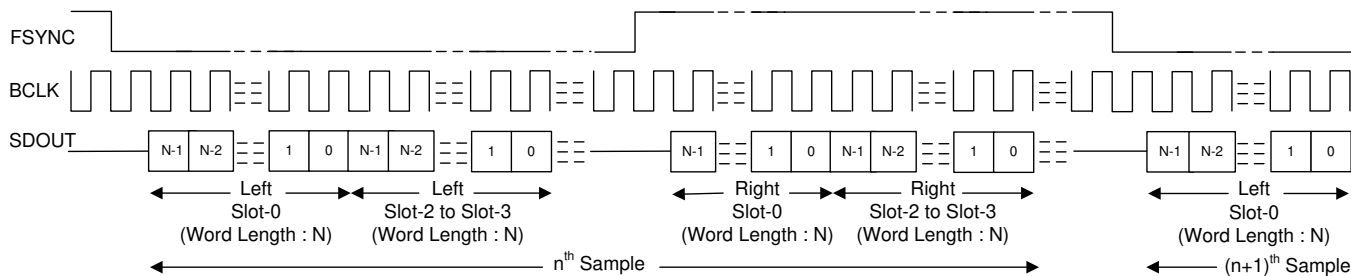 FSYNC
BCLK
SDOUT
N-1 N-2 1 0 N-1 N-2 1 0 N-1 1 0 N-1 N-2 1 0 N-1 N-2 1 0
Left Left Right Right Left
Slot-0 Slot-2 to Slot-3 Slot-0 Slot-2 to Slot-3 Slot-0
(Word Length : N) (Word Length : N) (Word Length : N) (Word Length : N) (Word Length : N)
nth Sample (n+1)th Sample